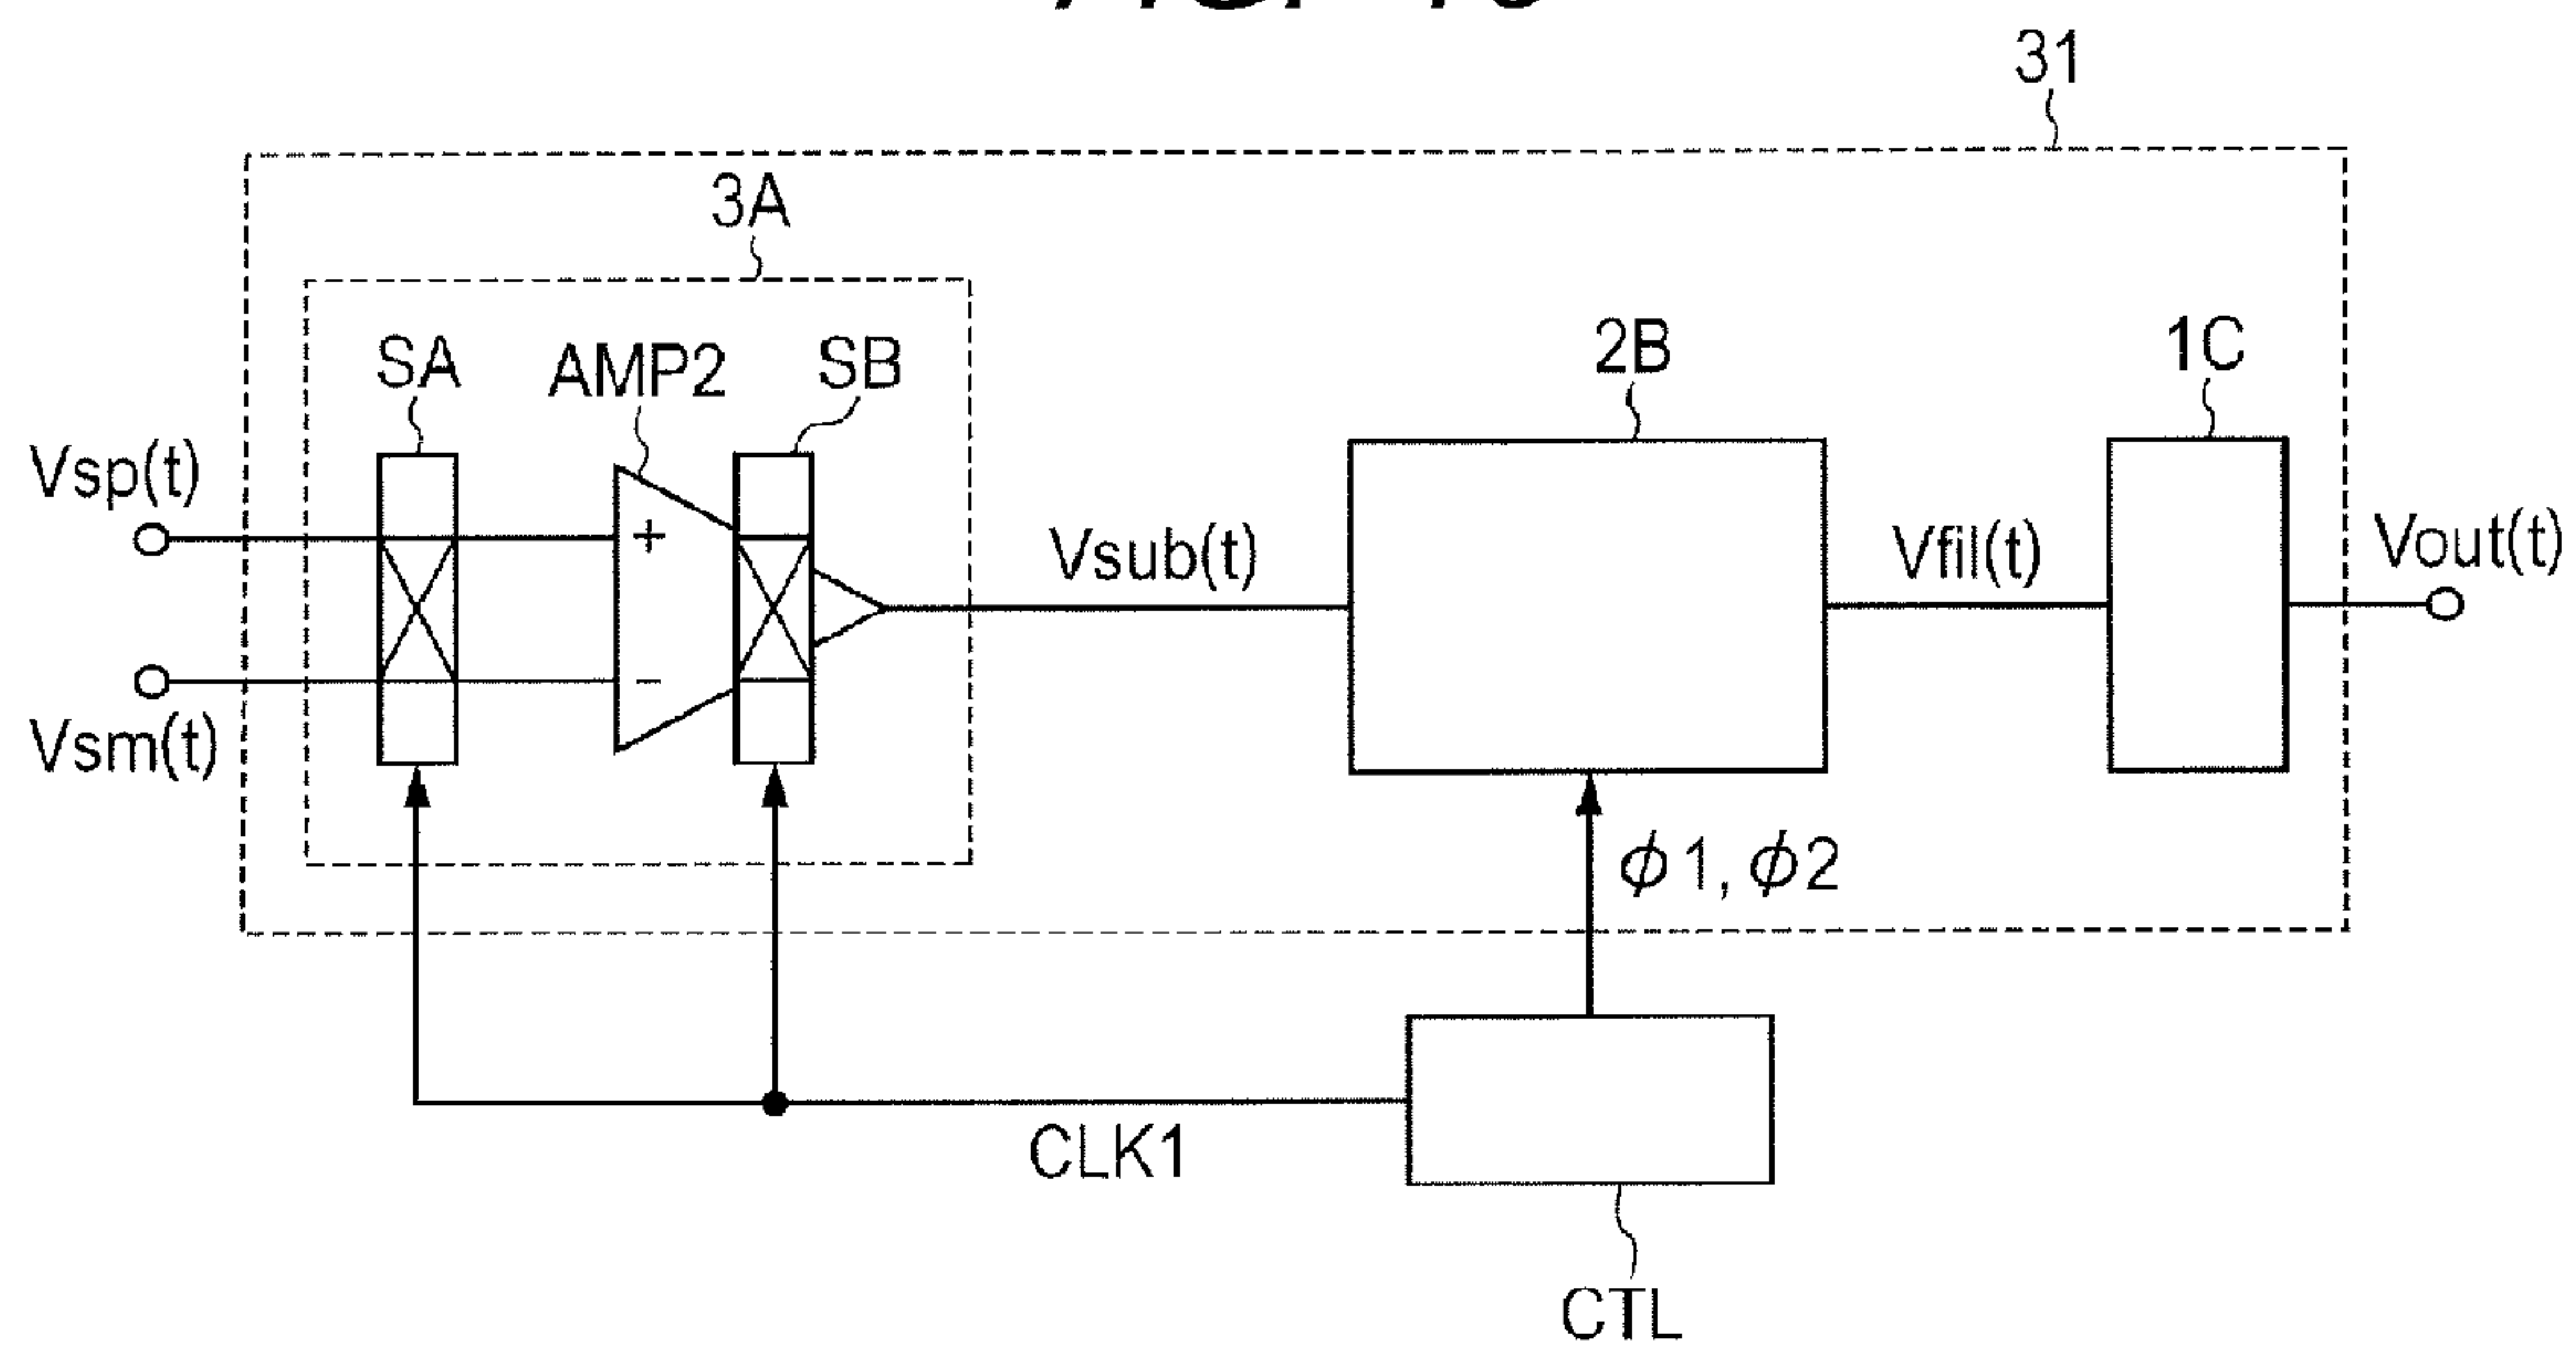 31
3A
SA
AMP2
SB
2B
1C
Vsp(t)
+
Vsub(t)
Vfil(t)
Vout(t)
−
Vsm(t)
ϕ1, ϕ2
CLK1
CTL